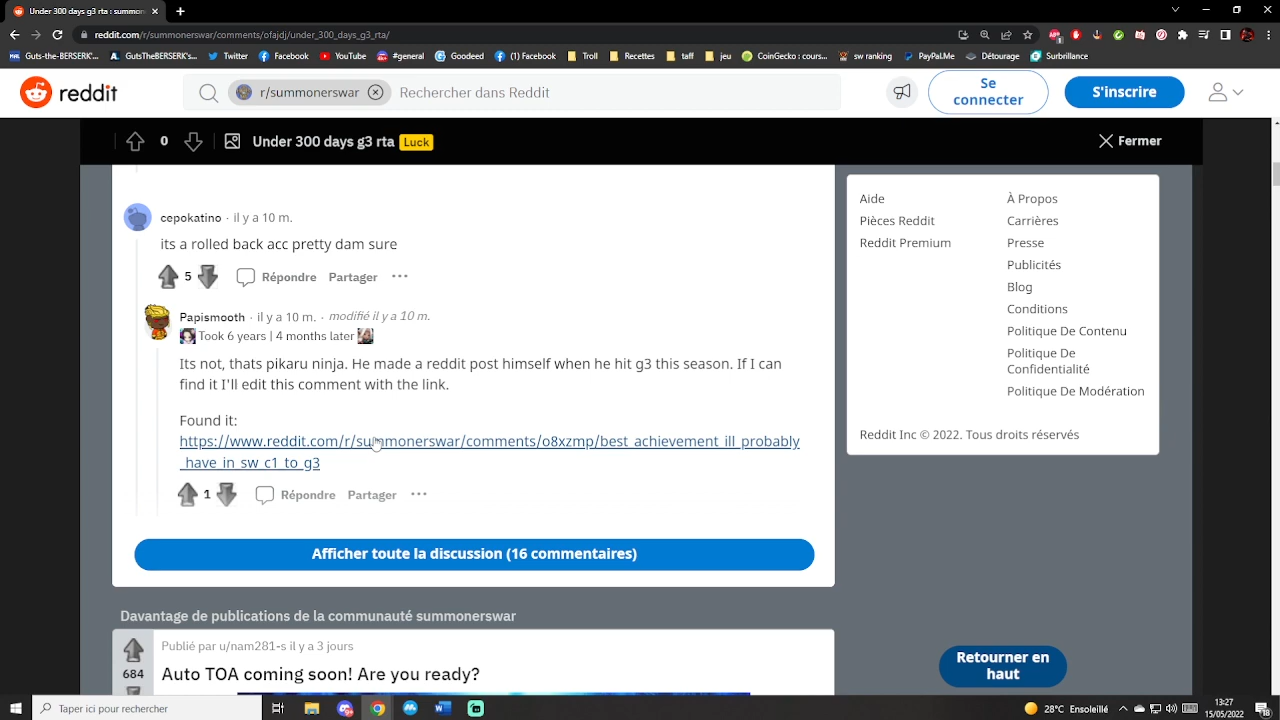 Under 300 days g3 rta : summone
reddit.com/r/summonerswar/comments/ofajdj/under_300_days_g3_rta/
Guts-the-BERSERK'...
GutsTheBERSERK'S...
YouTube
#general
Goodeed
(1) Facebook
Troll
Recettes
taff
jeu
CoinGecko : cours...
sw ranking
PayPaLMe
Détourage
Surbrillance
reddit
r/summonerswar
Rechercher dans Reddit
Se connecter
S'inscrire
0
Under 300 days g3 rta
Luck
Fermer
cepokatino · il y a 10 m.
its a rolled back acc pretty dam sure
5
Répondre
Partager
Papismooth · il y a 10 m. · modifié il y a 10 m.
Took 6 years | 4 months later
Its not, thats pikaru ninja. He made a reddit post himself when he hit g3 this season. If I can
find it I'll edit this comment with the link.
Found it:
https://www.reddit.com/r/summonerswar/comments/o8xzmp/best_achievement_ill_probably
_have_in_sw_c1_to_g3
1
Répondre
Partager
Afficher toute la discussion (16 commentaires)
Davantage de publications de la communauté summonerswar
Publié par u/nam281-s il y a 3 jours
684
Auto TOA coming soon! Are you ready?
Aide
Pièces Reddit
Reddit Premium
À Propos
Carrières
Presse
Publicités
Blog
Conditions
Politique De Contenu
Politique De
Confidentialité
Politique De Modération
Reddit Inc © 2022. Tous droits réservés
Retourner en
haut
Taper ici pour rechercher
28°C Ensoleillé
13:27
15/05/2022
18